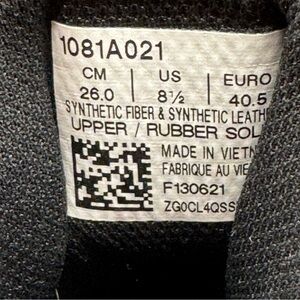 1081A021
CM | US | EURO
26.0 | 8½ | 40.5
SYNTHETIC FIBER & SYNTHETIC LEATH
UPPER / RUBBER SOL
MADE IN VIETN
FABRIQUE AU VIE
F130621
ZG0CL4QSS